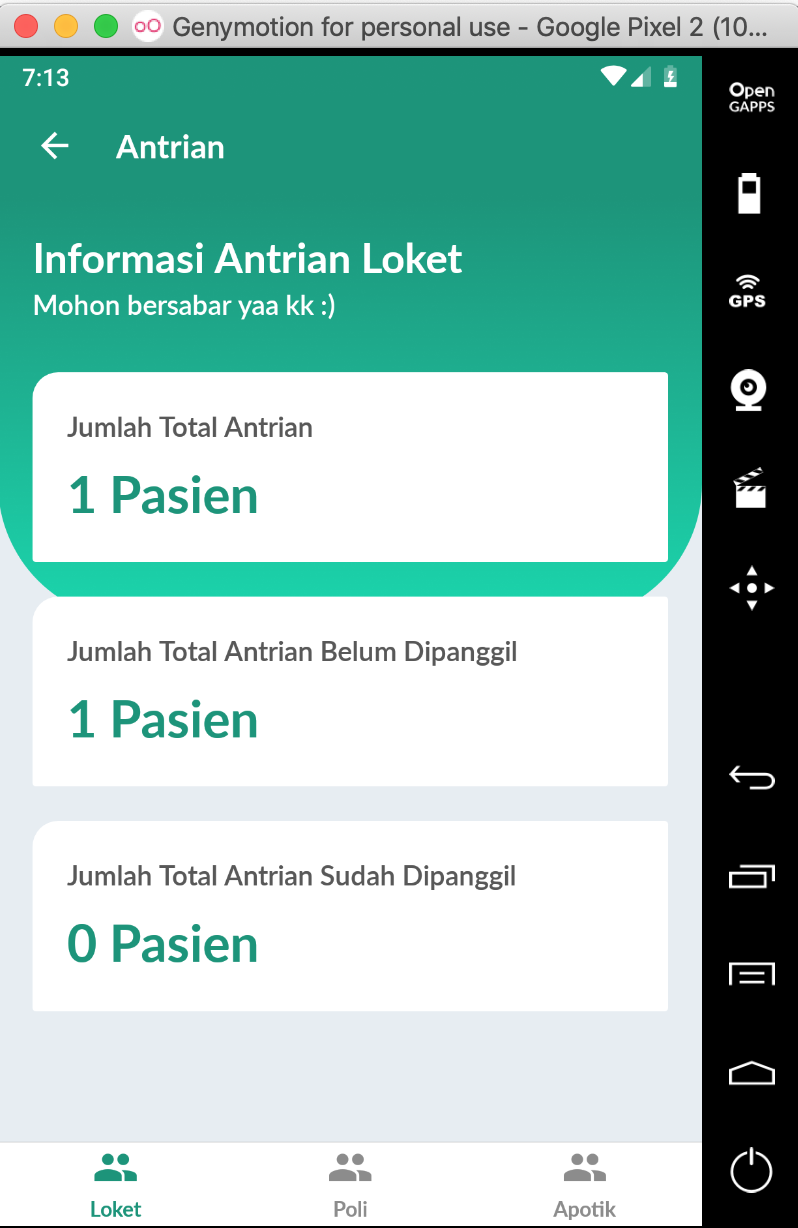 Genymotion for personal use - Google Pixel 2 (10...
7:13
Open
GAPPS
Antrian
GPS
Informasi Antrian Loket
Mohon bersabar yaa kk :)
Jumlah Total Antrian
1 Pasien
Jumlah Total Antrian Belum Dipanggil
1 Pasien
Jumlah Total Antrian Sudah Dipanggil
0 Pasien
Loket
Poli
Apotik